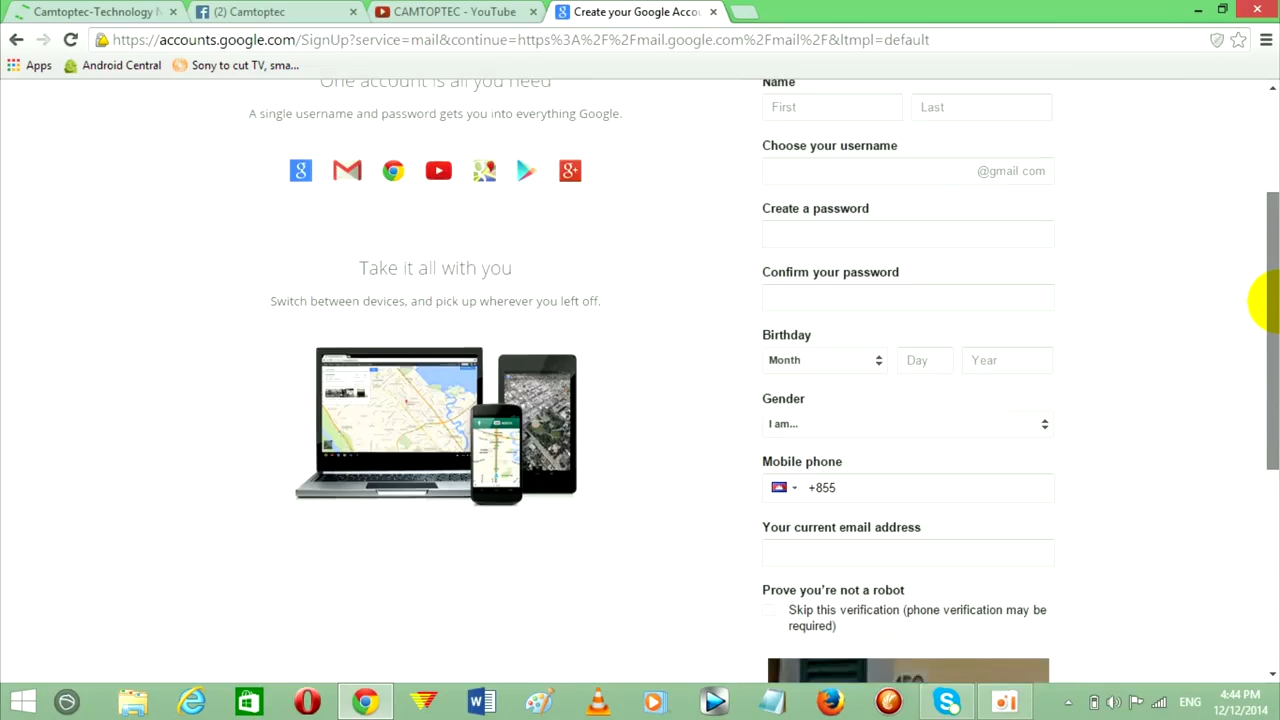 Camptoptec-Technology N
(2) Camtoptec
CAMTOPTEC - YouTube
Create your Google Accou
https://accounts.google.com/SignUp?service=mail&continue=https%3A%2F%2Fmail.google.com%2Fmail%2F&ltmpl=default
Apps
Android Central
Sony to cut TV, sma...
One account is all you need
A single username and password gets you into everything Google.
Take it all with you
Switch between devices, and pick up wherever you left off.
Name
First
Last
Choose your username
@gmail com
Create a password
Confirm your password
Birthday
Month
Day
Year
Gender
I am...
Mobile phone
+855
Your current email address
Prove you're not a robot
Skip this verification (phone verification may be
required)
ENG
4:44 PM
12/12/2014